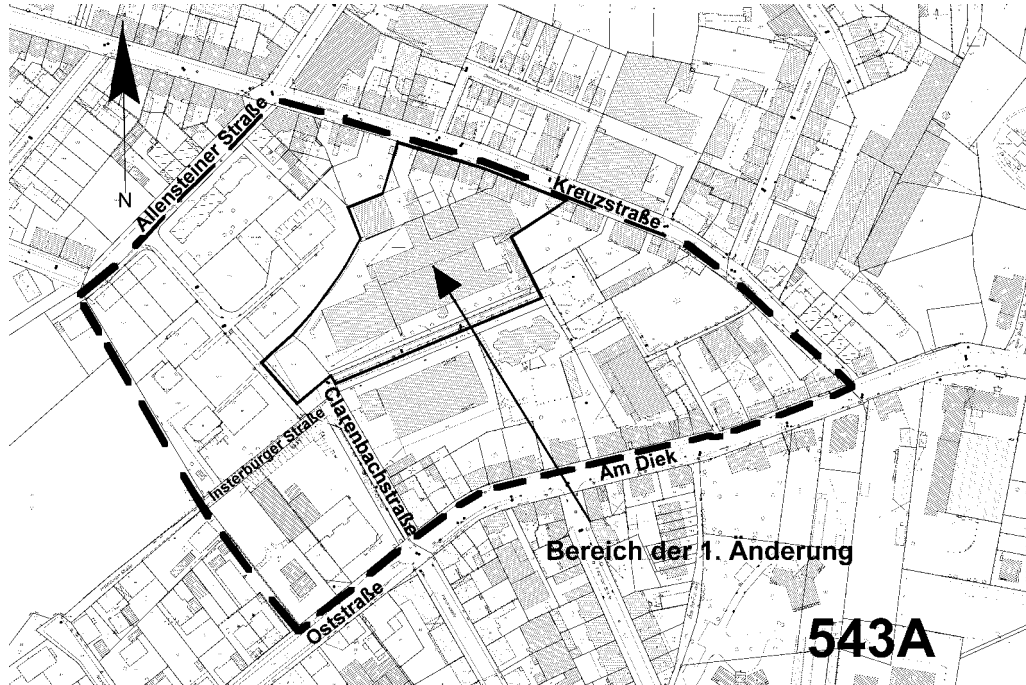 Allensteiner Straße
N
Kreuzstraße
Clarenbachstraße
Insterburger Straße
Am Diek
Bereich der 1. Änderung
Oststraße
543A